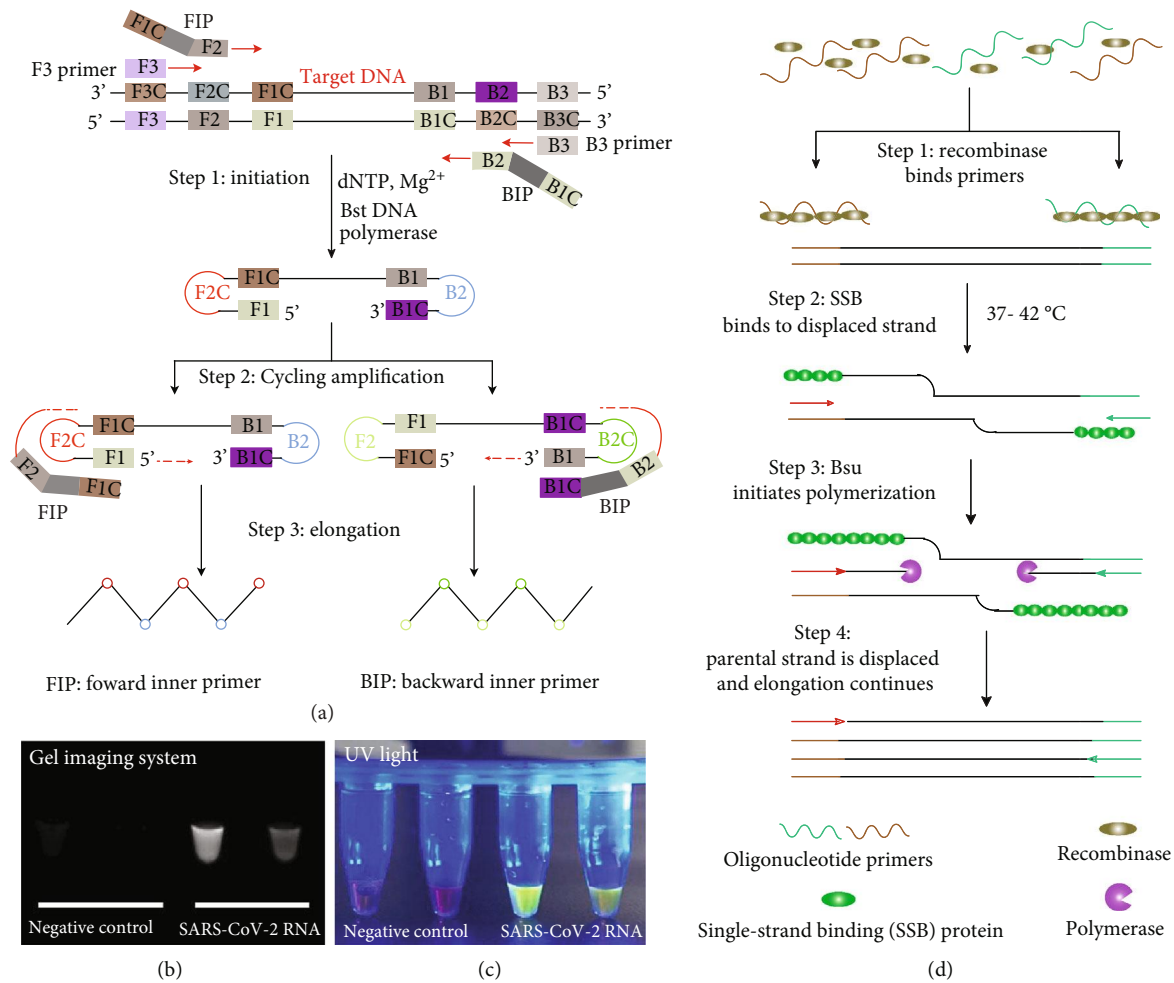 FIP
F1C
F2
F3 primer
F3
Target DNA
3’ F3C F2C F1C B1 B2 B3 5’
5’ F3 F2 F1 B1C B2C B3C 3’
B3 B3 primer
B2
BIP
B1C
Step 1: initiation
dNTP, Mg2+
Bst DNA
polymerase
F1C B1
F2C B2
F1 5’ 3’ B1C
Step 2: Cycling amplification
F1C B1
F2C B2
F1 5’ 3’ B1C
F2
F1C
FIP
F1 B1C
F2 B2C
F1C 5’ 3’ B1
B2
B1C
BIP
Step 3: elongation
FIP: foward inner primer
BIP: backward inner primer
(a)
Gel imaging system
Negative control
SARS-CoV-2 RNA
(b)
UV light
Negative control
SARS-CoV-2 RNA
(c)
Step 1: recombinase
binds primers
Step 2: SSB
binds to displaced strand
37- 42 °C
Step 3: Bsu
initiates polymerization
Step 4:
parental strand is displaced
and elongation continues
Oligonucleotide primers
Recombinase
Single-strand binding (SSB) protein
Polymerase
(d)